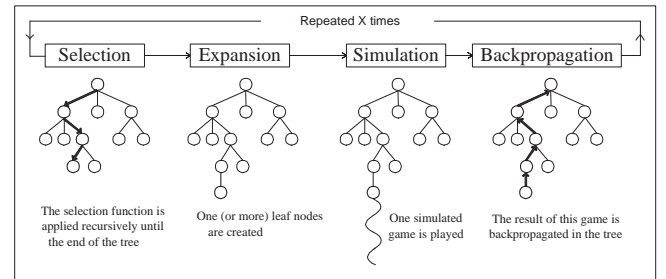 Repeated X times
Selection
Expansion
Simulation
Backpropagation
The selection function is
applied recursively until
the end of the tree
One (or more) leaf nodes
are created
One simulated
game is played
The result of this game is
backpropagated in the tree